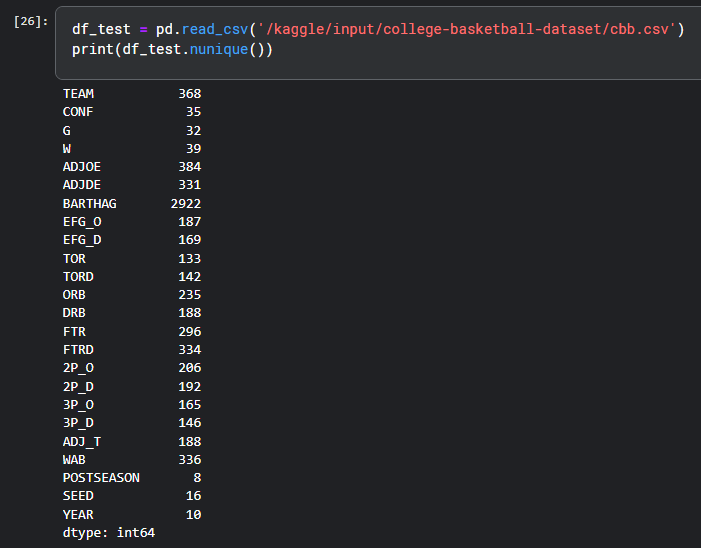 [26]:
df_test = pd.read_csv('/kaggle/input/college-basketball-dataset/cbb.csv')
print(df_test.nunique())
TEAM 368
CONF 35
G 32
W 39
ADJOE 384
ADJDE 331
BARTHAG 2922
EFG_O 187
EFG_D 169
TOR 133
TORD 142
ORB 235
DRB 188
FTR 296
FTRD 334
2P_O 206
2P_D 192
3P_O 165
3P_D 146
ADJ_T 188
WAB 336
POSTSEASON 8
SEED 16
YEAR 10
dtype: int64